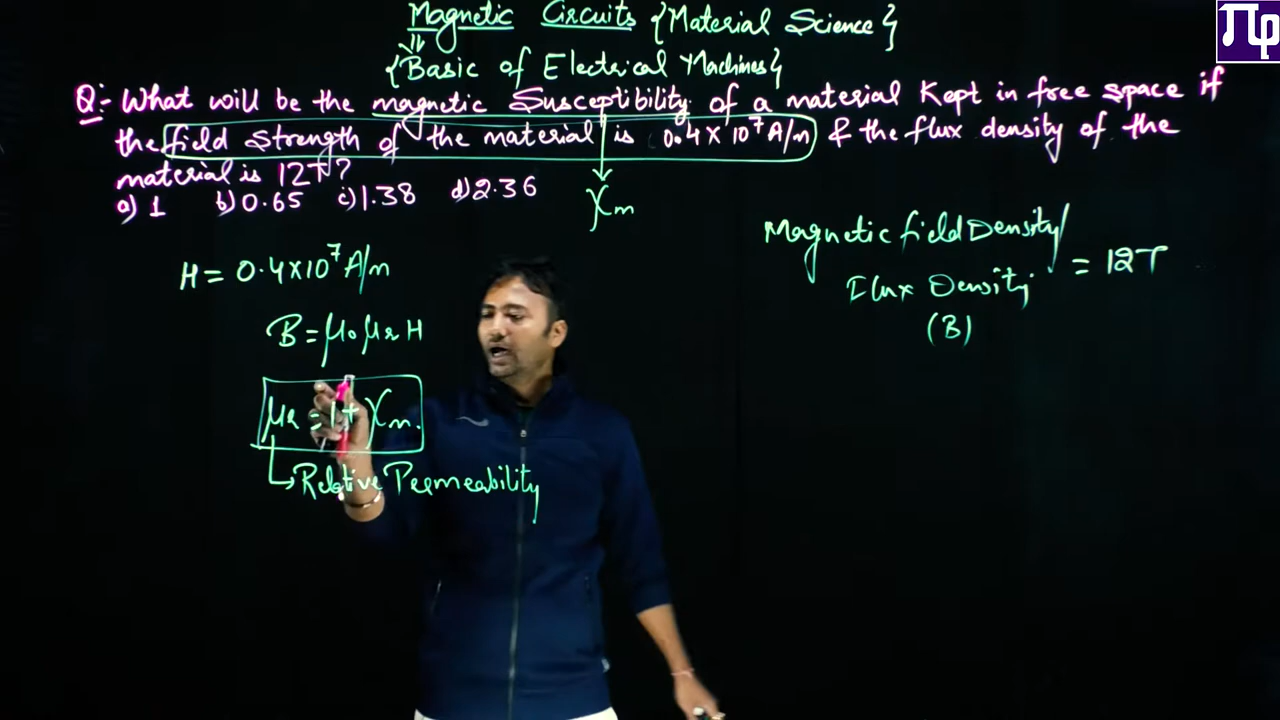 Magnetic Circuits {Material Science}
{Basic of Electrical Machines}
Q:- What will be the magnetic Susceptibility of a material Kept in free space if
the field strength of the material is 0.4 × 10⁷ A/m & the flux density of the
material is 12T?
a) 1 b) 0.65 c) 1.38 d) 2.36
χm
H = 0.4×10⁷ A/m
B = μ₀ μr H
μr = 1 + χm.
Relative Permeability
Magnetic field Density/
Flux Density = 12T
(B)
πφ